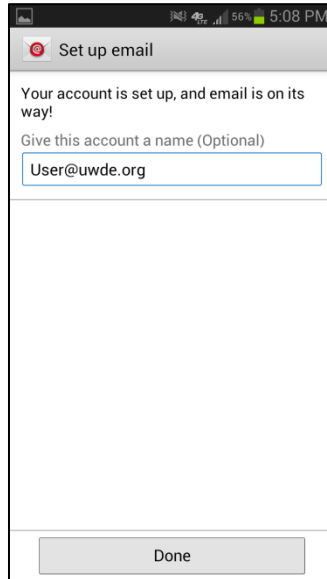 56% 5:08 PM
Set up email
Your account is set up, and email is on its
way!
Give this account a name (Optional)
User@uwde.org
Done